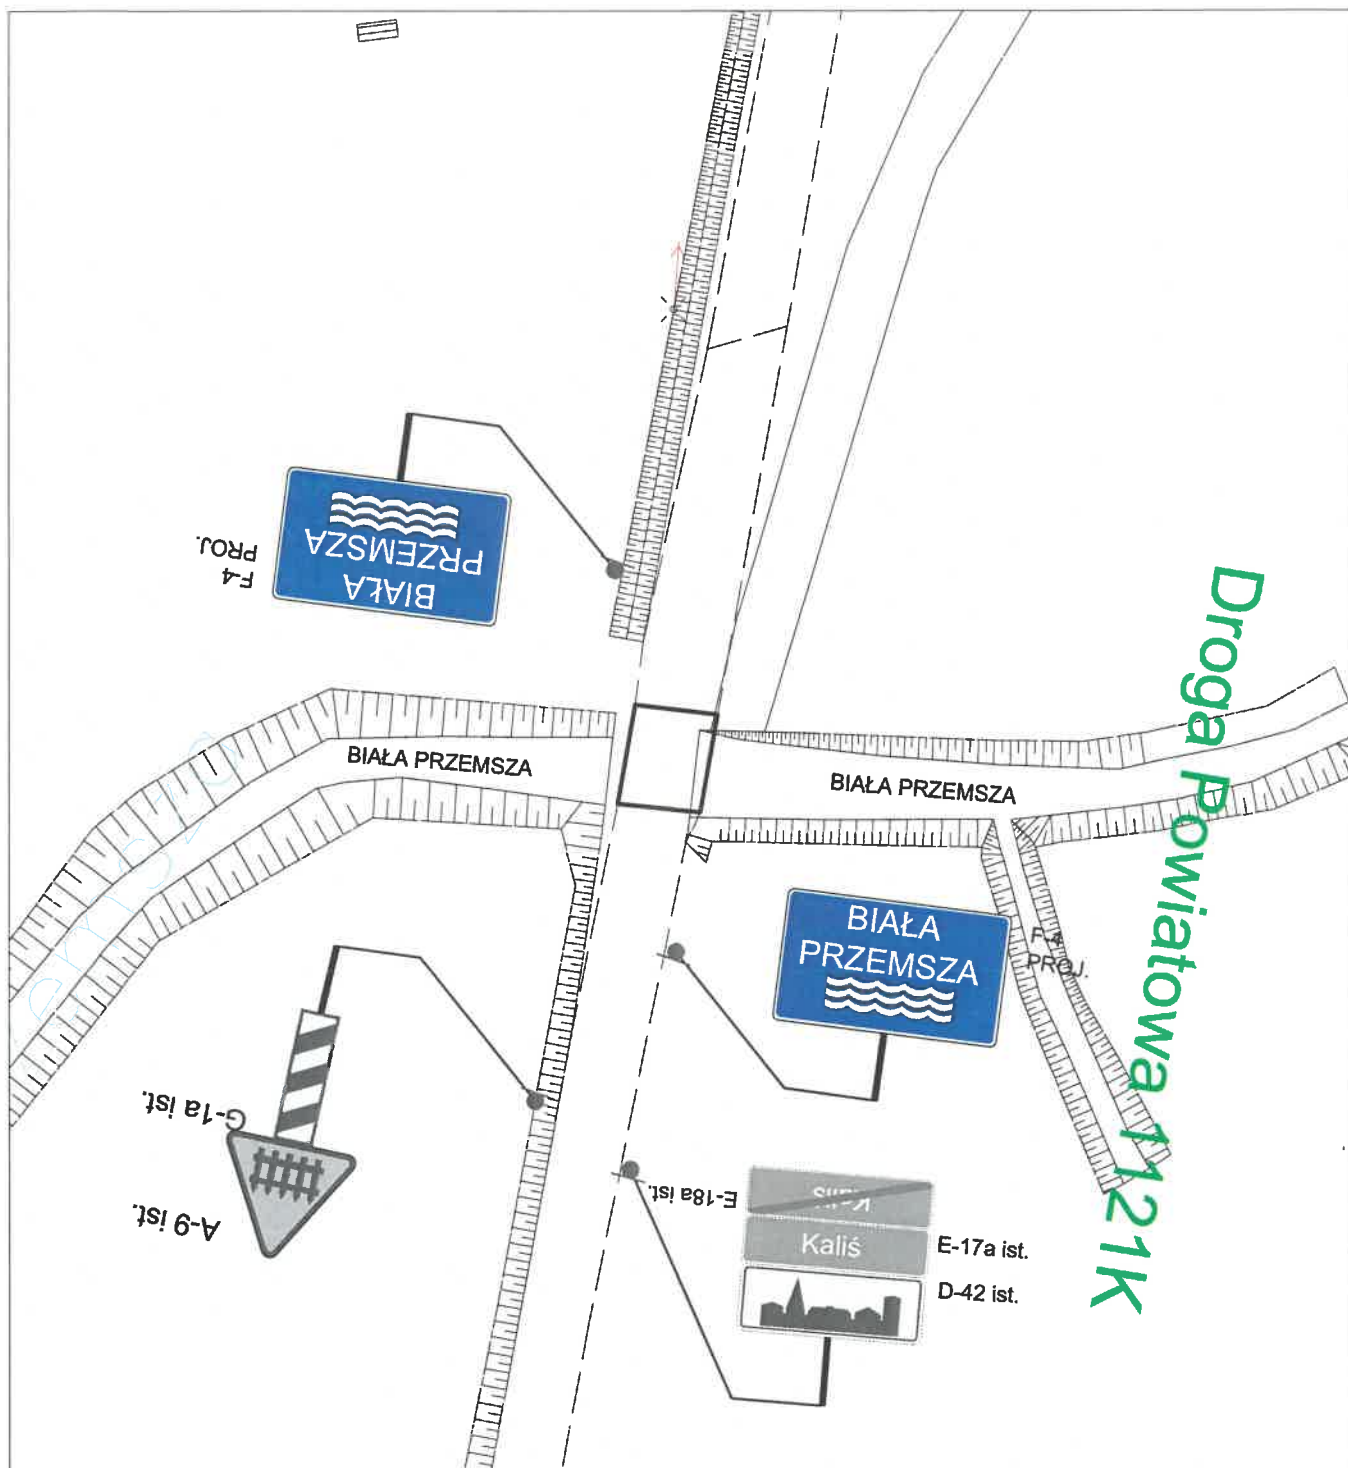 BIAŁA
PRZEMSZA
F-4
PROJ.
BIAŁA PRZEMSZA
BIAŁA PRZEMSZA
Droga Powiatowa 1121K
BIAŁA
PRZEMSZA
F-4
PROJ.
G-1a ist.
A-9 ist.
E-18a ist.
Kaliś
Kaliś
E-17a ist.
D-42 ist.